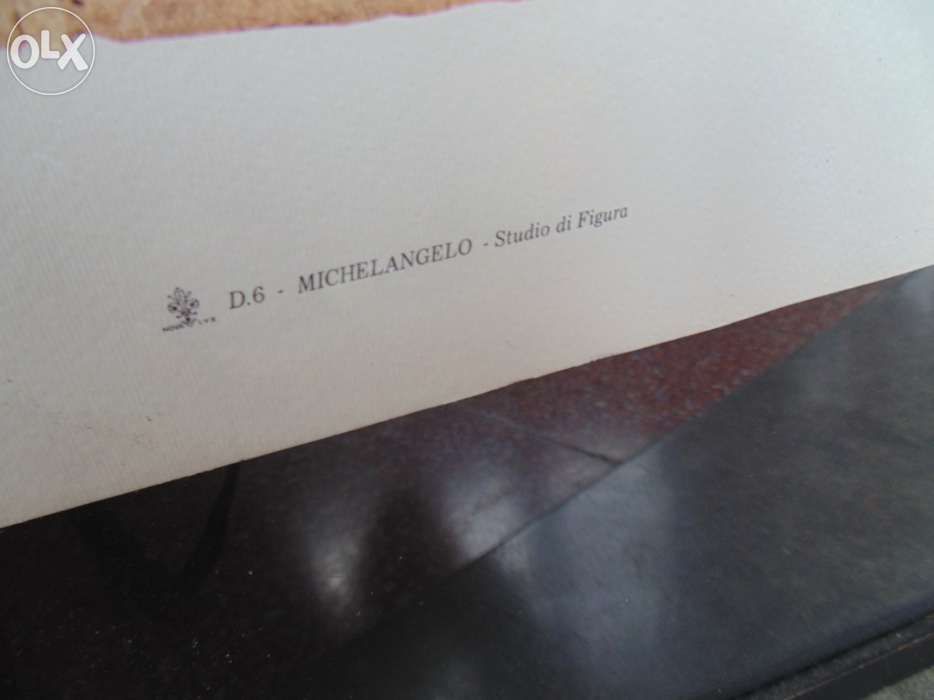 OLX
D.6 - MICHELANGELO - Studio di Figura